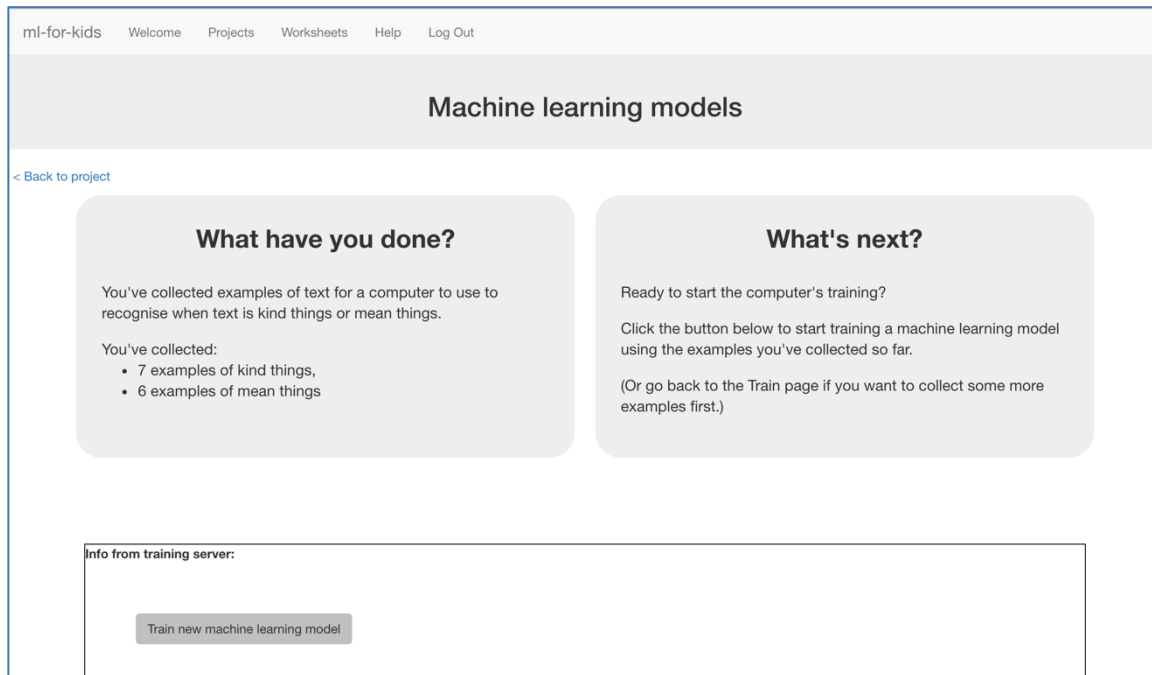 ml-for-kids Welcome Projects Worksheets Help Log Out
Machine learning models
< Back to project
What have you done?
You've collected examples of text for a computer to use to
recognise when text is kind things or mean things.
You've collected:
• 7 examples of kind things,
• 6 examples of mean things
What's next?
Ready to start the computer's training?
Click the button below to start training a machine learning model
using the examples you've collected so far.
(Or go back to the Train page if you want to collect some more
examples first.)
Info from training server:
Train new machine learning model